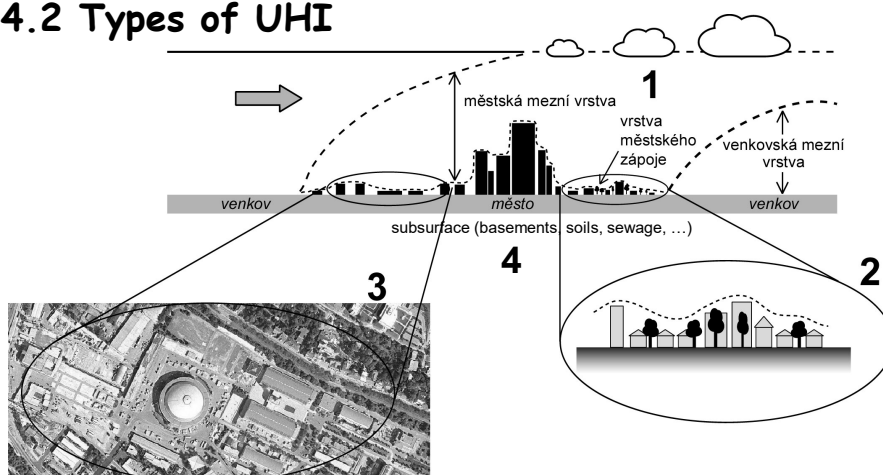 4.2 Types of UHI
1
městská mezní vrstva
vrstva
městského
zápoje
venkovská mezní
vrstva
venkov
město
venkov
subsurface (basements, soils, sewage, …)
4
3
2